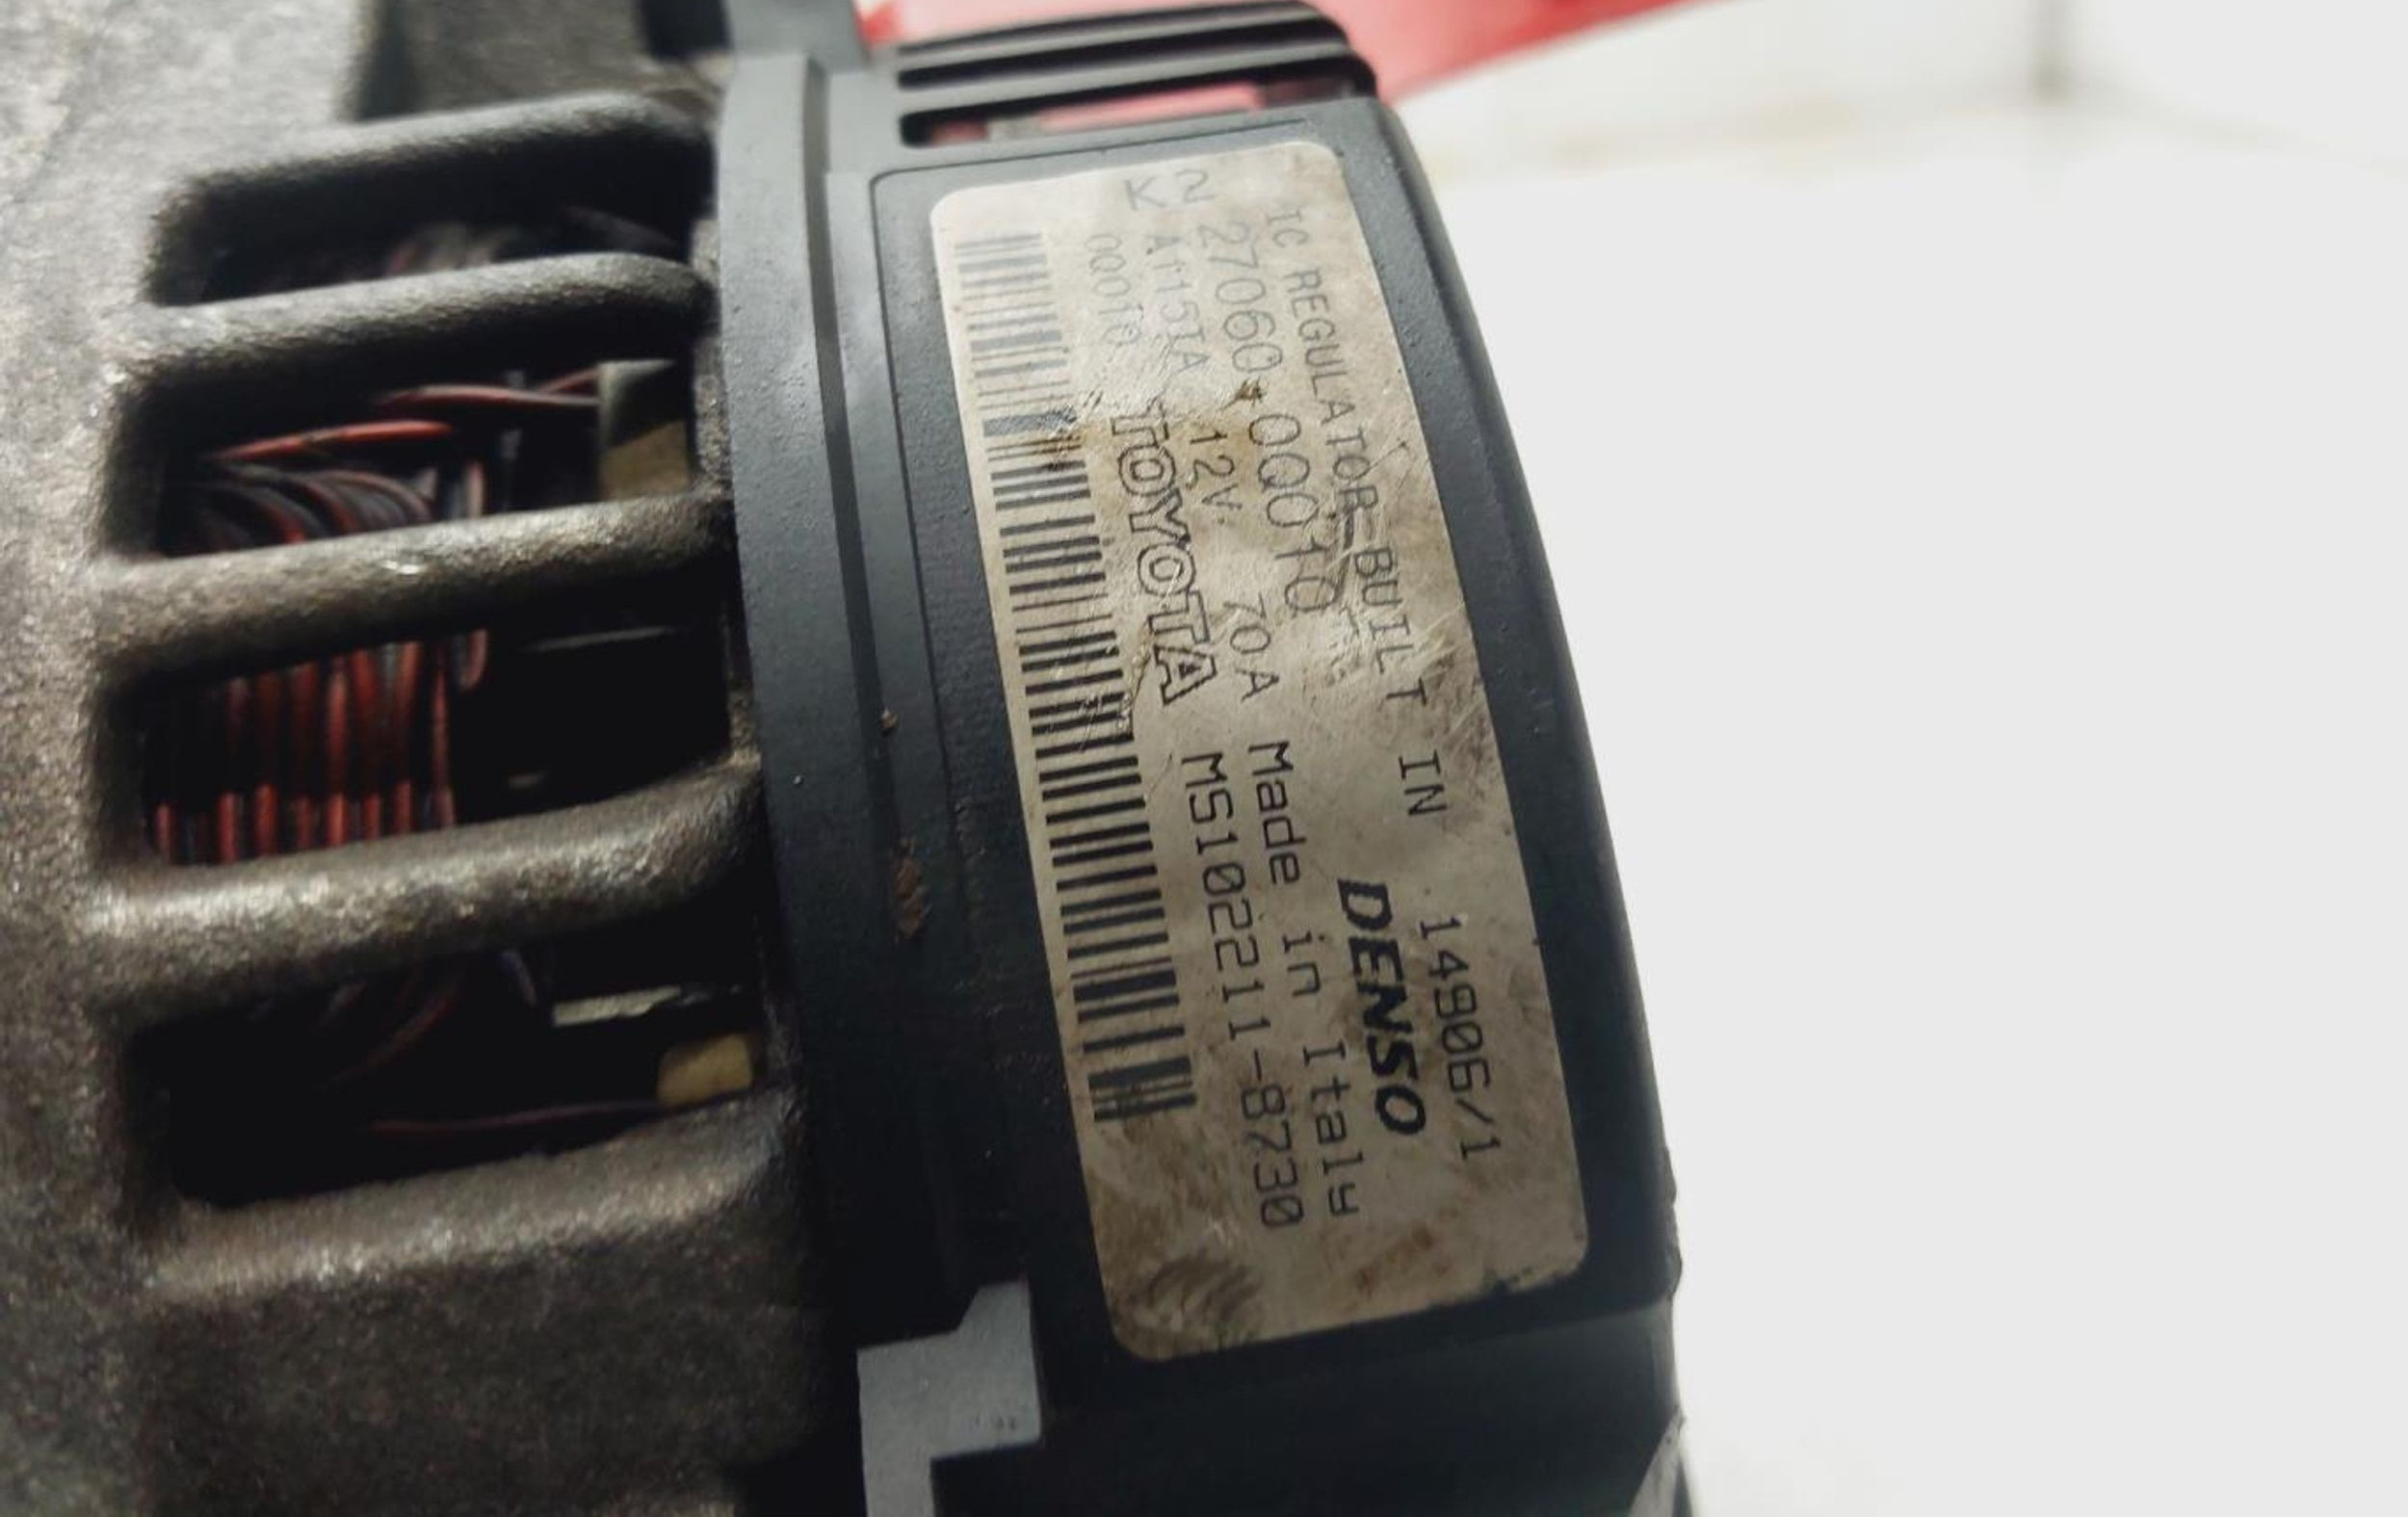 IC REGULATOR BUILT IN 14906/1
27060-0Q010 DENSO
K2 A115IA 12V 70A Made in Italy
0Q010 TOYOTA MS102211-8730